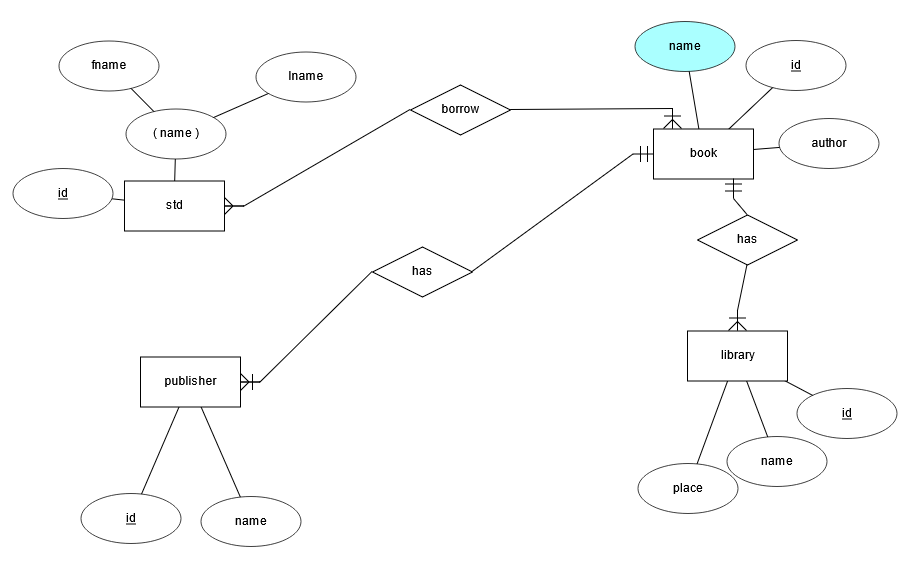 name
fname
id
lname
borrow
( name )
author
book
id
std
has
has
library
publisher
id
name
place
id
name